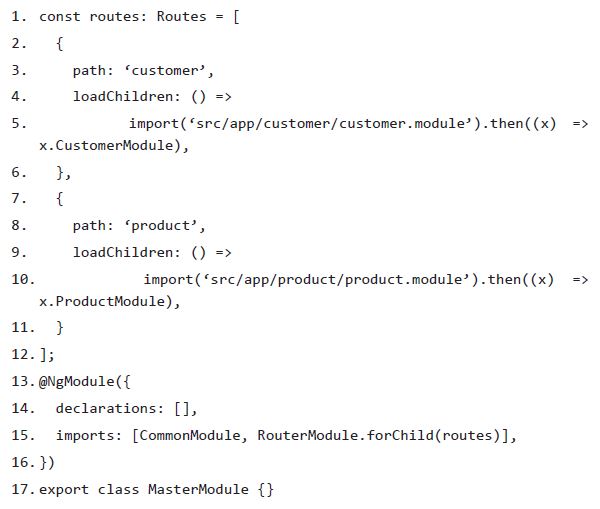 1. const routes: Routes = [
2.   {
3.     path: ‘customer’,
4.     loadChildren: () =>
5.           import(‘src/app/customer/customer.module’).then((x)  =>
x.CustomerModule),
6.   },
7.   {
8.     path: ‘product’,
9.     loadChildren: () =>
10.            import(‘src/app/product/product.module’).then((x)  =>
x.ProductModule),
11.   }
12. ];
13. @NgModule({
14.   declarations: [],
15.   imports: [CommonModule, RouterModule.forChild(routes)],
16. })
17. export class MasterModule {}